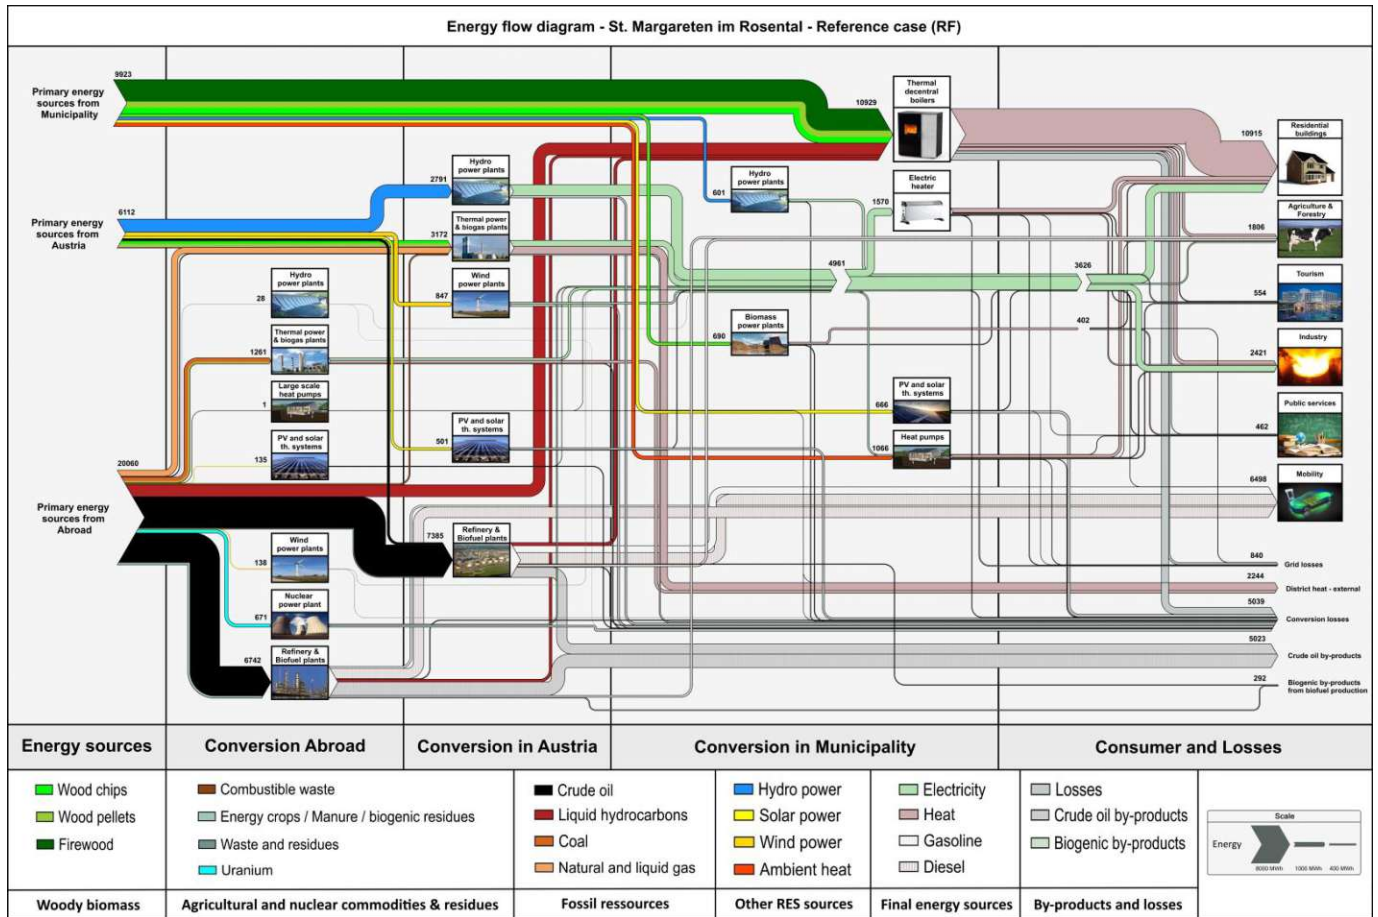 Energy flow diagram - St. Margareten im Rosental - Reference case (RF)
9923
Primary energy
sources from
Municipality
10929
Thermal
decentral
boilers
Residential
buildings
10915
Hydro
power plants
2791
Hydro
power plants
601
Electric
heater
1570
6112
Primary energy
sources from
Austria
Thermal power
& biogas plants
3172
Agriculture &
Forestry
1806
Hydro
power plants
28
Wind
power plants
847
4961
3626
Tourism
554
Thermal power
& biogas plants
1261
Biomass
power plants
690
402
Industry
2421
Large scale
heat pumps
1
PV and solar
th. systems
666
Public services
462
PV and solar
th. systems
135
PV and solar
th. systems
501
Heat pumps
1066
20060
Primary energy
sources from
Abroad
Mobility
6498
Refinery &
Biofuel plants
7385
Wind
power plants
138
840
Grid losses
2244
District heat - external
Nuclear
power plant
671
5039
Conversion losses
Refinery &
Biofuel plants
6742
5023
Crude oil by-products
292
Biogenic by-products
from biofuel production
Energy sources
Conversion Abroad
Conversion in Austria
Conversion in Municipality
Consumer and Losses
Wood chips
Wood pellets
Firewood
Woody biomass
Combustible waste
Energy crops / Manure / biogenic residues
Waste and residues
Uranium
Agricultural and nuclear commodities & residues
Crude oil
Liquid hydrocarbons
Coal
Natural and liquid gas
Fossil ressources
Hydro power
Solar power
Wind power
Ambient heat
Other RES sources
Electricity
Heat
Gasoline
Diesel
Final energy sources
Losses
Crude oil by-products
Biogenic by-products
By-products and losses
Scale
Energy
8000 MWh
1000 MWh
400 MWh